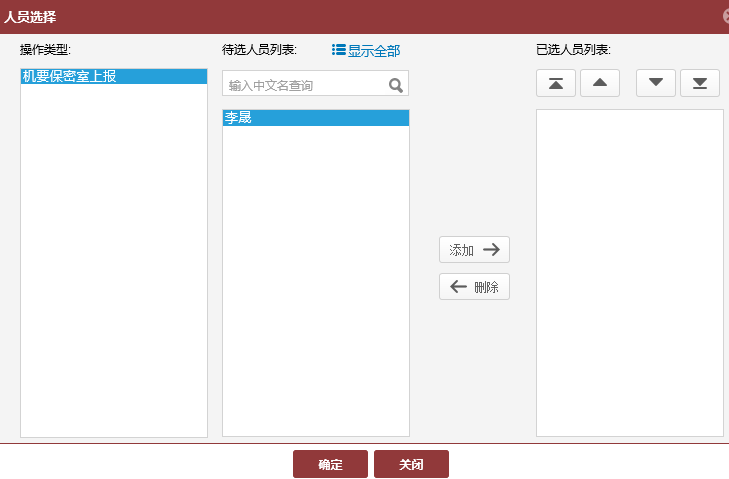 人员选择
操作类型:
待选人员列表:
显示全部
已选人员列表:
机要保密室上报
输入中文名查询
李晟
添加
删除
确定
关闭